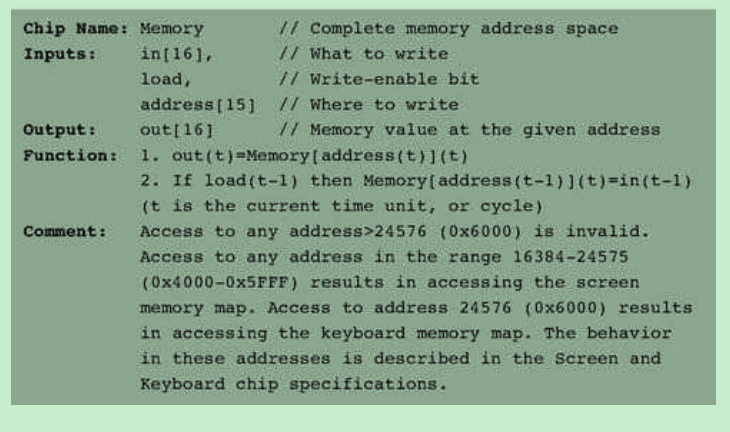 Chip Name: Memory // Complete memory address space
Inputs: in[16], // What to write
load, // Write-enable bit
address[15] // Where to write
Output: out[16] // Memory value at the given address
Function: 1. out(t)=Memory[address(t)](t)
2. If load(t-1) then Memory[address(t-1)](t)=in(t-1)
(t is the current time unit, or cycle)
Comment: Access to any address>24576 (0x6000) is invalid.
Access to any address in the range 16384-24575
(0x4000-0x5FFF) results in accessing the screen
memory map. Access to address 24576 (0x6000) results
in accessing the keyboard memory map. The behavior
in these addresses is described in the Screen and
Keyboard chip specifications.